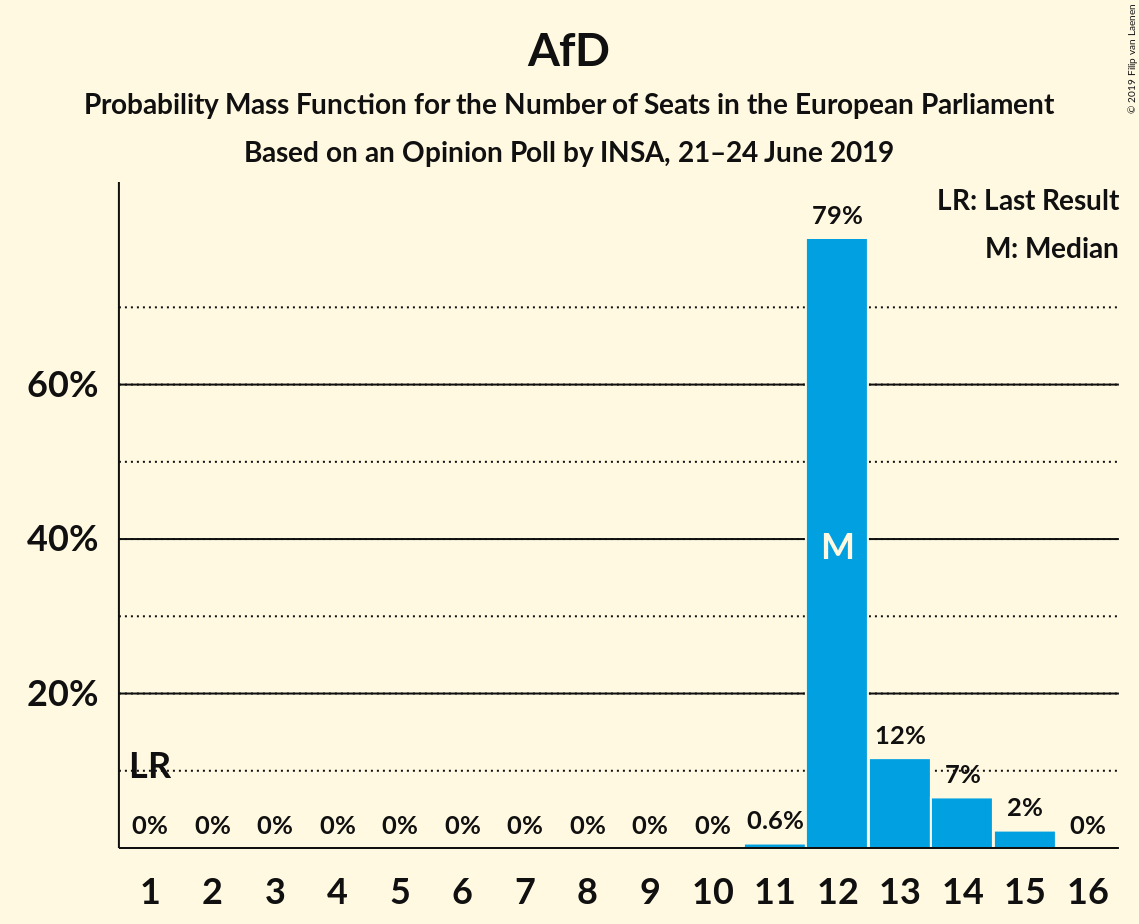 AfD
Probability Mass Function for the Number of Seats in the European Parliament
Based on an Opinion Poll by INSA, 21–24 June 2019
© 2019 Filip van Laenen
LR: Last Result
M: Median
79%
60%
40%
M
20%
12%
LR
7%
0% 0% 0% 0% 0% 0% 0% 0% 0% 0% 0.6% 2% 0%
1 2 3 4 5 6 7 8 9 10 11 12 13 14 15 16